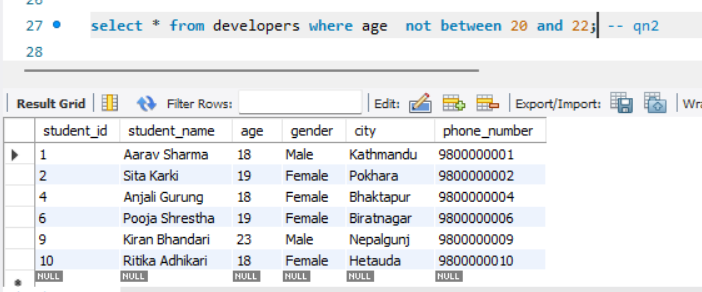 27 select * from developers where age  not between 20 and 22; -- qn2
28
Result Grid Filter Rows: Edit: Export/Import:
student_id student_name age gender city phone_number
1 Aarav Sharma 18 Male Kathmandu 9800000001
2 Sita Karki 19 Female Pokhara 9800000002
4 Anjali Gurung 18 Female Bhaktapur 9800000004
6 Pooja Shrestha 19 Female Biratnagar 9800000006
9 Kiran Bhandari 23 Male Nepalgunj 9800000009
10 Ritika Adhikari 18 Female Hetauda 9800000010
NULL NULL NULL NULL NULL NULL